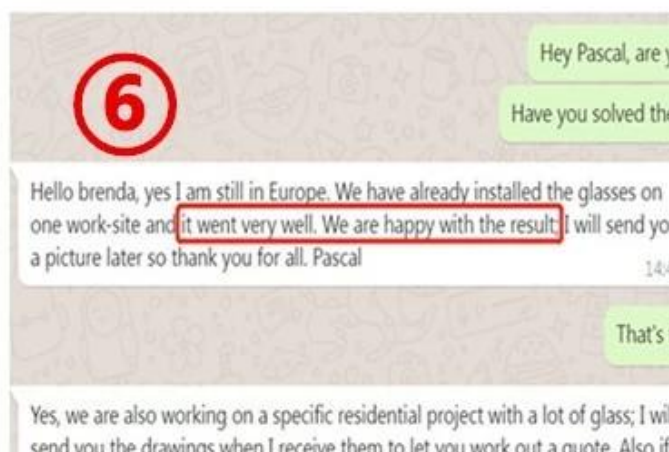 Hey Pascal, are
6
Have you solved the
Hello brenda, yes I am still in Europe. We have already installed the glasses on
one work-site and it went very well. We are happy with the result. I will send
a picture later so thank you for all. Pascal
That's
Yes, we are also working on a specific residential project with a lot of glass; I
send you the drawings when I receive them to let you work out a quote. Also if